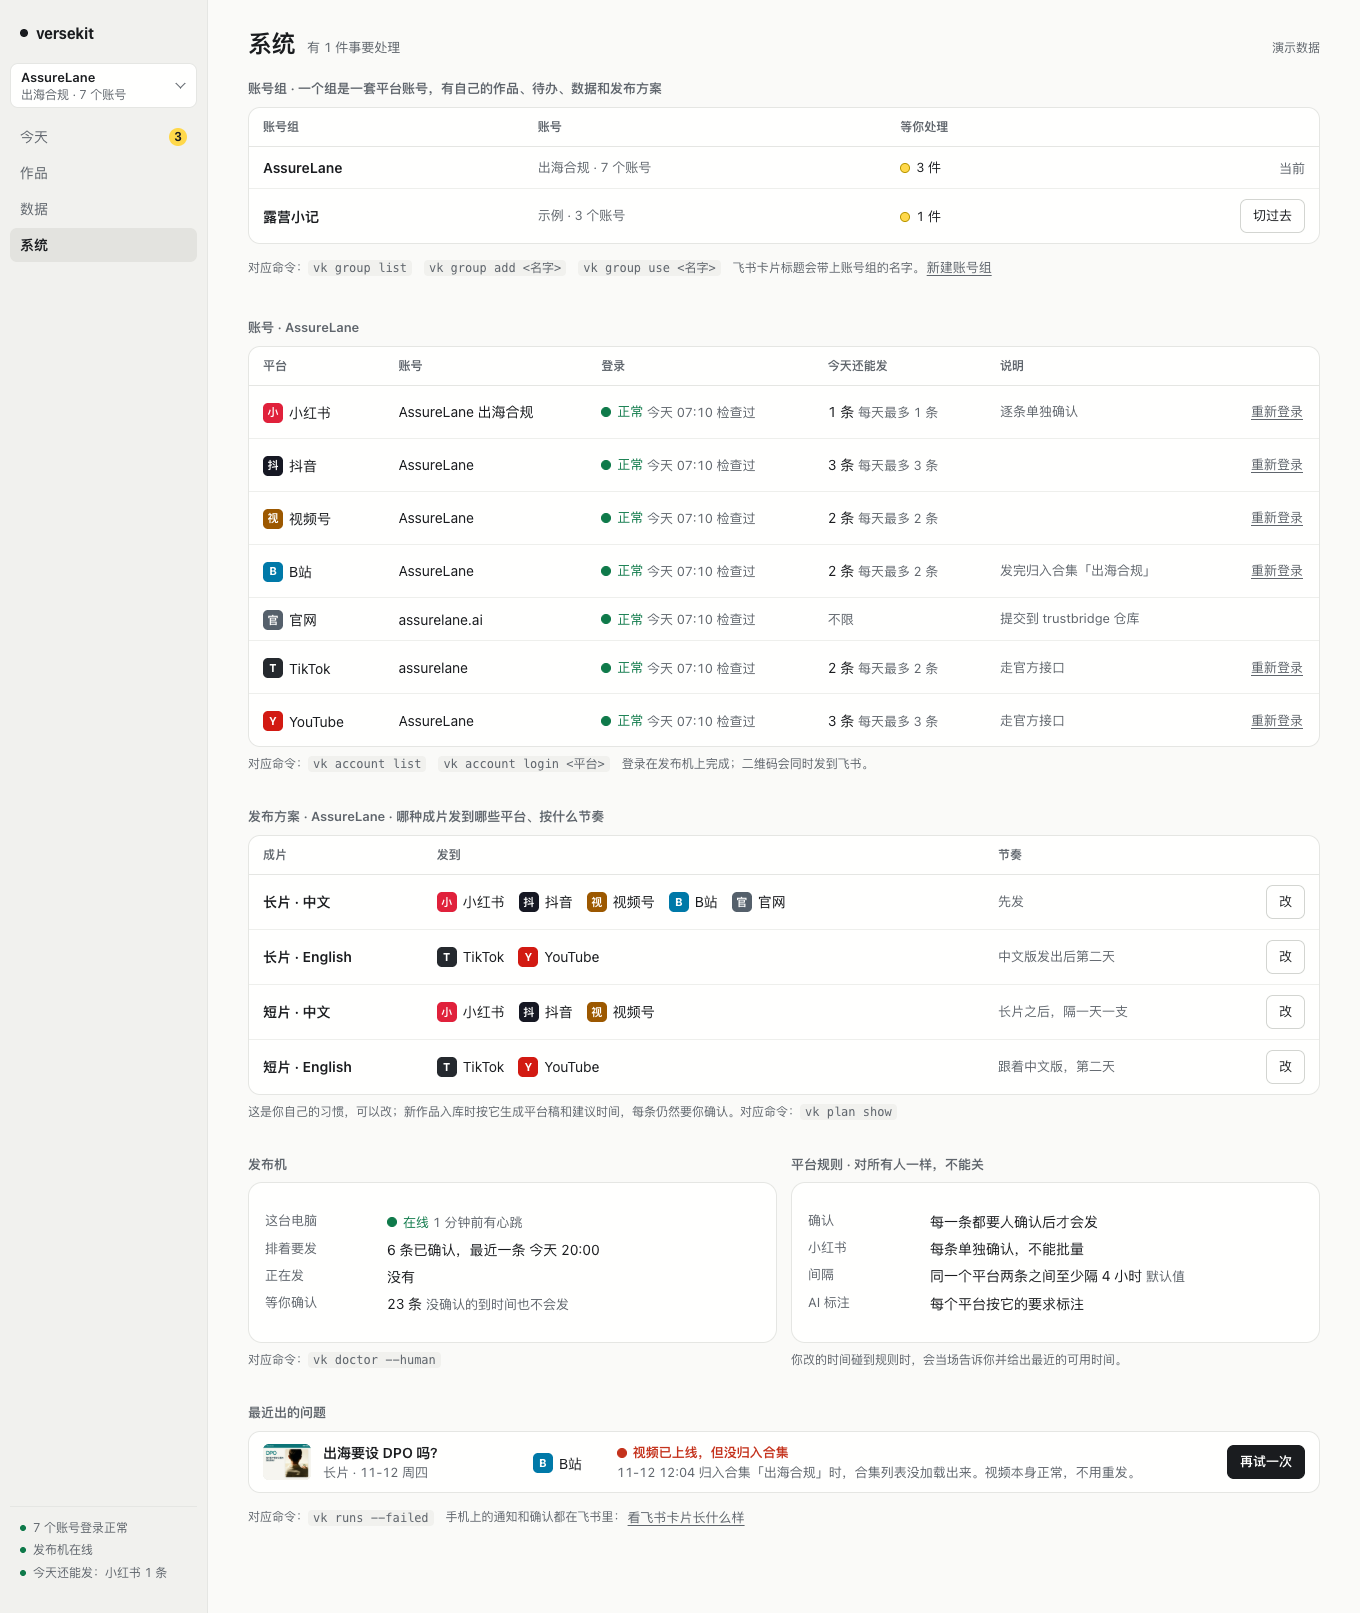 versekit
AssureLane
出海合规 · 7 个账号
今天 3
作品
数据
系统
7 个账号登录正常
发布机在线
今天还能发：小红书 1 条
系统 有 1 件事要处理 演示数据
账号组 · 一个组是一套平台账号，有自己的作品、待办、数据和发布方案
账号组 账号 等你处理
AssureLane 出海合规 · 7 个账号 3 件 当前
露营小记 示例 · 3 个账号 1 件 切过去
对应命令： vk group list vk group add <名字> vk group use <名字> 飞书卡片标题会带上账号组的名字。 新建账号组
账号 · AssureLane
平台 账号 登录 今天还能发 说明
小 小红书 AssureLane 出海合规 正常 今天 07:10 检查过 1 条 每天最多 1 条 逐条单独确认 重新登录
抖 抖音 AssureLane 正常 今天 07:10 检查过 3 条 每天最多 3 条 重新登录
视 视频号 AssureLane 正常 今天 07:10 检查过 2 条 每天最多 2 条 重新登录
B B站 AssureLane 正常 今天 07:10 检查过 2 条 每天最多 2 条 发完归入合集「出海合规」 重新登录
官 官网 assurelane.ai 正常 今天 07:10 检查过 不限 提交到 trustbridge 仓库
T TikTok assurelane 正常 今天 07:10 检查过 2 条 每天最多 2 条 走官方接口 重新登录
Y YouTube AssureLane 正常 今天 07:10 检查过 3 条 每天最多 3 条 走官方接口 重新登录
对应命令： vk account list vk account login <平台> 登录在发布机上完成；二维码会同时发到飞书。
发布方案 · AssureLane · 哪种成片发到哪些平台、按什么节奏
成片 发到 节奏
长片 · 中文 小 小红书 抖 抖音 视 视频号 B B站 官 官网 先发 改
长片 · English T TikTok Y YouTube 中文版发出后第二天 改
短片 · 中文 小 小红书 抖 抖音 视 视频号 长片之后，隔一天一支 改
短片 · English T TikTok Y YouTube 跟着中文版，第二天 改
这是你自己的习惯，可以改；新作品入库时按它生成平台稿和建议时间，每条仍然要你确认。对应命令： vk plan show
发布机
这台电脑 在线 1 分钟前有心跳
排着要发 6 条已确认，最近一条 今天 20:00
正在发 没有
等你确认 23 条 没确认的到时间也不会发
对应命令： vk doctor --human
平台规则 · 对所有人一样，不能关
确认 每一条都要人确认后才会发
小红书 每条单独确认，不能批量
间隔 同一个平台两条之间至少隔 4 小时 默认值
AI 标注 每个平台按它的要求标注
你改的时间碰到规则时，会当场告诉你并给出最近的可用时间。
最近出的问题
DPO
出海要设 DPO 吗?
长片 · 11-12 周四
B B站
视频已上线，但没归入合集
11-12 12:04 归入合集「出海合规」时，合集列表没加载出来。视频本身正常，不用重发。
再试一次
对应命令： vk runs --failed 手机上的通知和确认都在飞书里： 看飞书卡片长什么样